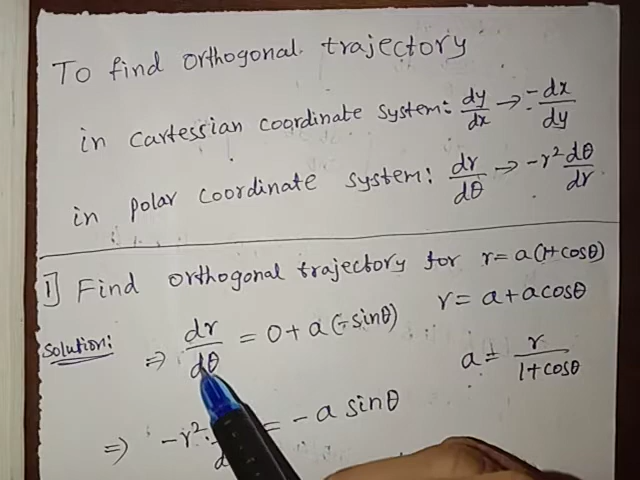 To find orthogonal trajectory
in cartessian coordinate system: dy/dx → -dx/dy
in polar coordinate system: dr/dθ → -r² dθ/dr
1] Find orthogonal trajectory for r = a(1+cosθ)
r = a + a cosθ
Solution: ⇒ dr/dθ = 0 + a(-sinθ)
a = r/1+cosθ
⇒ -r² = -a sinθ